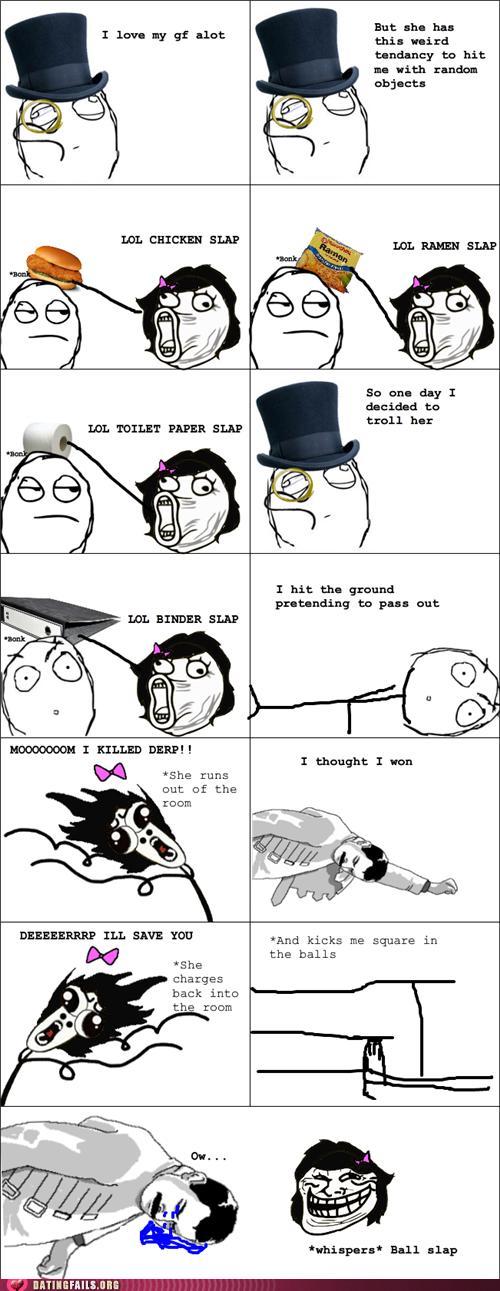 I love my gf alot
But she has
this weird
tendancy to hit
me with random
objects
LOL CHICKEN SLAP
*Bonk
LOL RAMEN SLAP
*Bonk
Ramen
LOL TOILET PAPER SLAP
*Bonk
So one day I
decided to
troll her
LOL BINDER SLAP
*Bonk
I hit the ground
pretending to pass out
MOOOOOOOM I KILLED DERP!!
*She runs
out of the
room
I thought I won
DEEEEERRRP ILL SAVE YOU
*She
charges
back into
the room
*And kicks me square in
the balls
Ow...
*whispers* Ball slap
DATINGFAILS.ORG